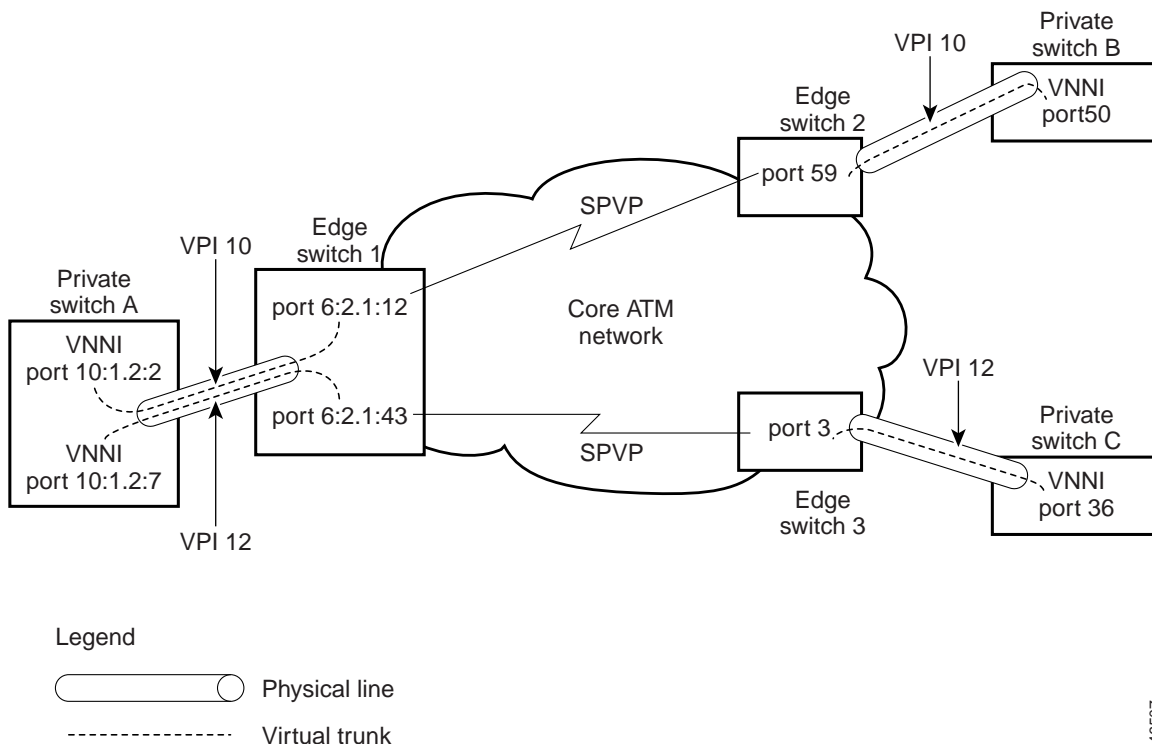 Private
switch B
VPI 10
VNNI
port50
Edge
switch 2
port 59
SPVP
Edge
switch 1
VPI 10
Private
switch A
port 6:2.1:12
Core ATM
network
VNNI
port 10:1.2:2
VPI 12
port 6:2.1:43
port 3
Private
switch C
SPVP
VNNI
port 10:1.2:7
VNNI
port 36
Edge
switch 3
VPI 12
Legend
Physical line
Virtual trunk